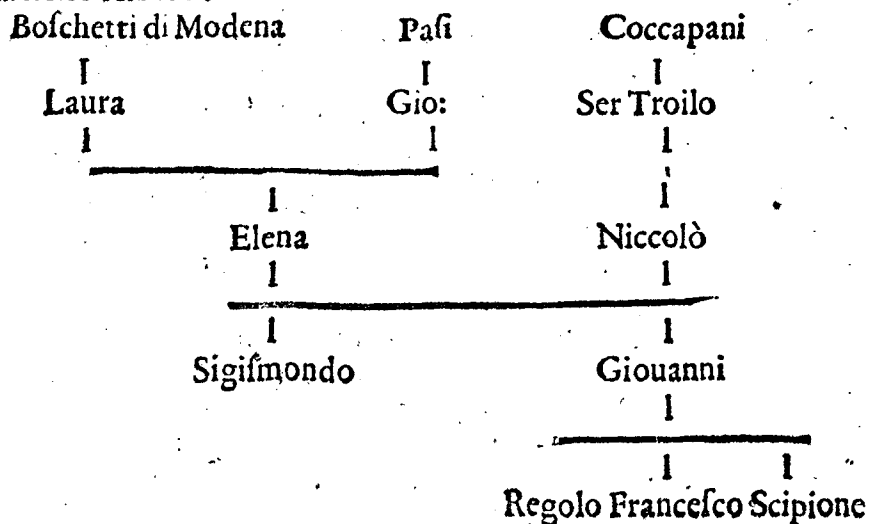 Boſchetti di Modena Paſi Coccapani
Laura Gio: Ser Troilo
Elena Niccolò
Sigiſmondo Giouanni
Regolo Franceſco Scipione